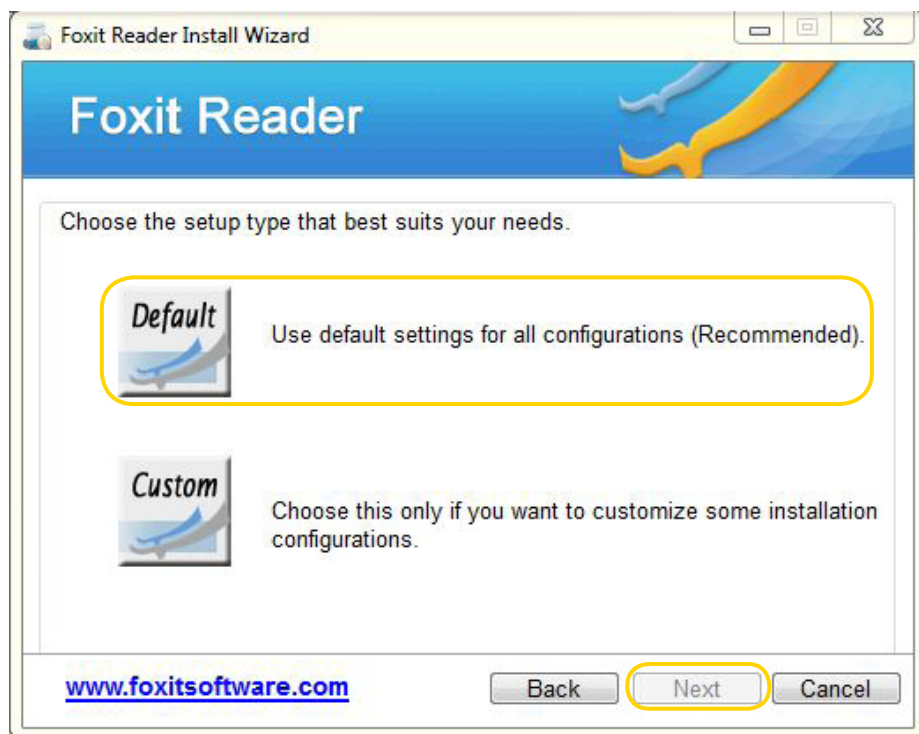 Foxit Reader Install Wizard
Foxit Reader
Choose the setup type that best suits your needs.
Default
Use default settings for all configurations (Recommended).
Custom
Choose this only if you want to customize some installation
configurations.
www.foxitsoftware.com
Back
Next
Cancel